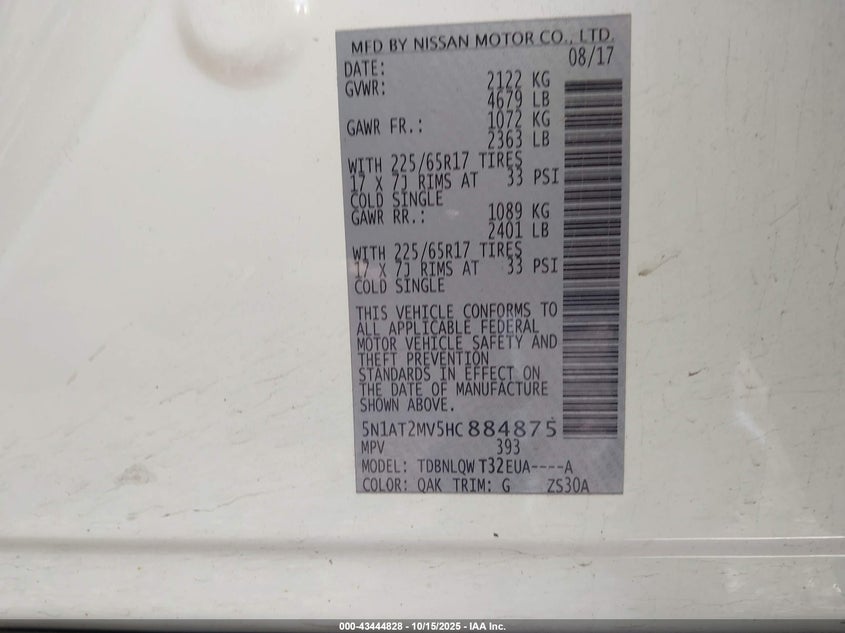 MFD BY NISSAN MOTOR CO., LTD.
DATE: 08/17
GVWR: 2122 KG
4679 LB
GAWR FR.: 1072 KG
2363 LB
WITH 225/65R17 TIRES
17 X 7J RIMS AT 33 PSI
COLD SINGLE
GAWR RR.: 1089 KG
2401 LB
WITH 225/65R17 TIRES
17 X 7J RIMS AT 33 PSI
COLD SINGLE
THIS VEHICLE CONFORMS TO
ALL APPLICABLE FEDERAL
MOTOR VEHICLE SAFETY AND
THEFT PREVENTION
STANDARDS IN EFFECT ON
THE DATE OF MANUFACTURE
SHOWN ABOVE.
5N1AT2MV5HC884875
MPV 393
MODEL: TDBNLQW T32EUA----A
COLOR: QAK TRIM: G ZS30A
000-43444828 - 10/15/2025 - IAA Inc.